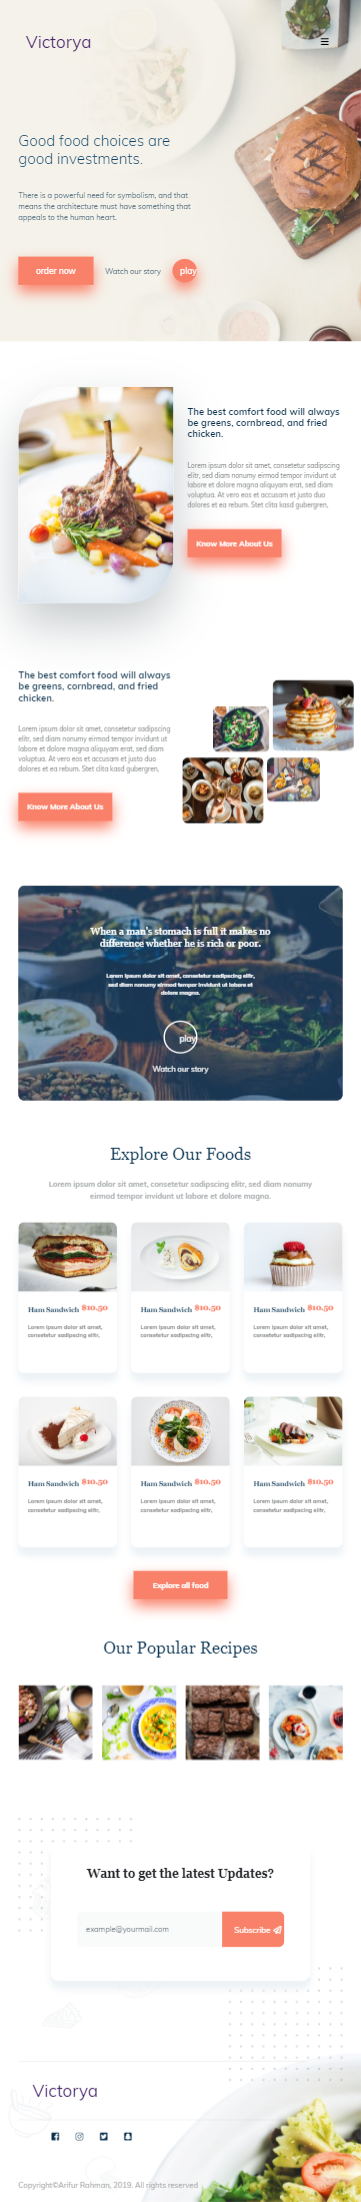 Victorya
Good food choices are
good investments.
There is a powerful need for symbolism, and that
means the architecture must have something that
appeals to the human heart.
order now
Watch our story
play
The best comfort food will always
be greens, cornbread, and fried
chicken.
Lorem ipsum dolor sit amet, consetetur sadipscing
elitr, sed diam nonumy eirmod tempor invidunt ut
labore et dolore magna aliquyam erat, sed diam
voluptua. At vero eos et accusam et justo duo
dolores et ea rebum. Stet clita kasd gubergren,
Know More About Us
The best comfort food will always
be greens, cornbread, and fried
chicken.
Lorem ipsum dolor sit amet, consetetur sadipscing
elitr, sed diam nonumy eirmod tempor invidunt ut
labore et dolore magna aliquyam erat, sed diam
voluptua. At vero eos et accusam et justo duo
dolores et ea rebum. Stet clita kasd gubergren,
Know More About Us
When a man's stomach is full it makes no
difference whether he is rich or poor.
Lorem ipsum dolor sit amet, consetetur sadipscing elitr,
sed diam nonumy eirmod tempor invidunt ut labore et
dolore magna.
play
Watch our story
Explore Our Foods
Lorem ipsum dolor sit amet, consetetur sadipscing elitr, sed diam nonumy
eirmod tempor invidunt ut labore et dolore magna.
Ham Sandwich $10.50
Lorem ipsum dolor sit amet,
consetetur sadipscing elitr,
Ham Sandwich $10.50
Lorem ipsum dolor sit amet,
consetetur sadipscing elitr,
Ham Sandwich $10.50
Lorem ipsum dolor sit amet,
consetetur sadipscing elitr,
Ham Sandwich $10.50
Lorem ipsum dolor sit amet,
consetetur sadipscing elitr,
Ham Sandwich $10.50
Lorem ipsum dolor sit amet,
consetetur sadipscing elitr,
Ham Sandwich $10.50
Lorem ipsum dolor sit amet,
consetetur sadipscing elitr,
Explore all food
Our Popular Recipes
Want to get the latest Updates?
example@yourmail.com
Subscribe
Victorya
Copyright©Arifur Rahman, 2019. All rights reserved